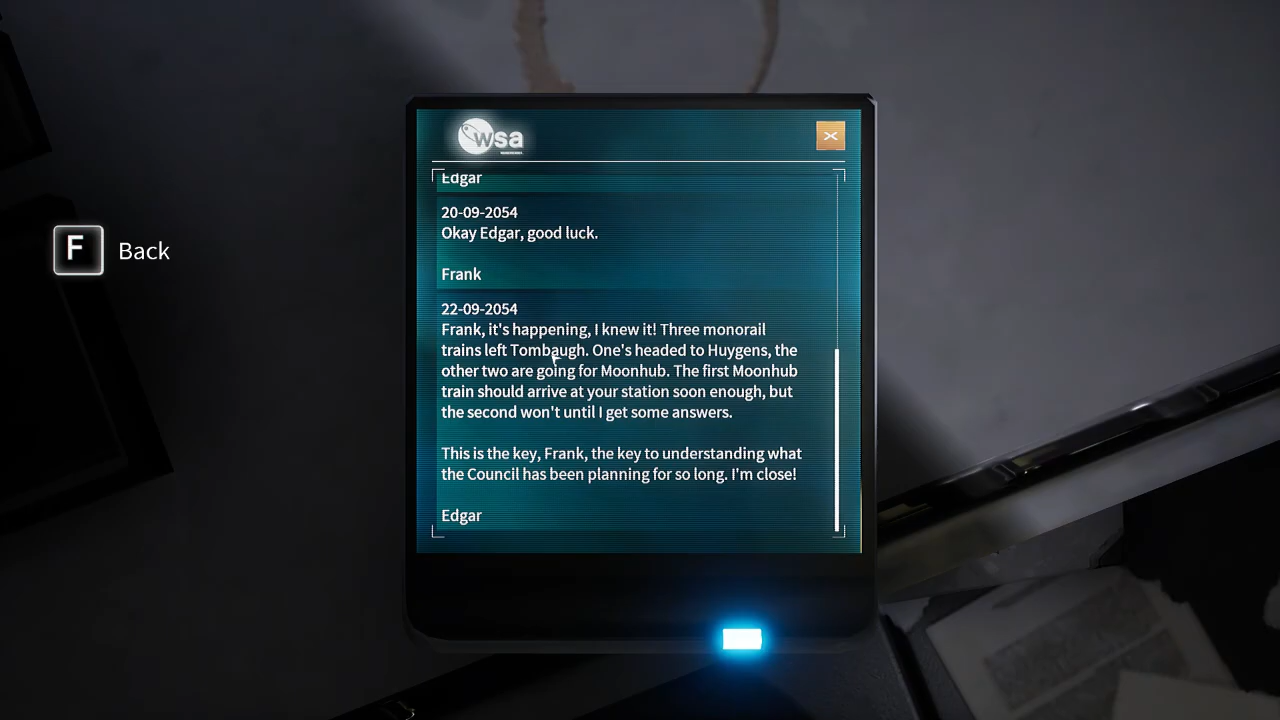 wsa
Edgar
20-09-2054
Okay Edgar, good luck.
Frank
F Back
22-09-2054
Frank, it's happening, I knew it! Three monorail
trains left Tombaugh. One's headed to Huygens, the
other two are going for Moonhub. The first Moonhub
train should arrive at your station soon enough, but
the second won't until I get some answers.
This is the key, Frank, the key to understanding what
the Council has been planning for so long. I'm close!
Edgar